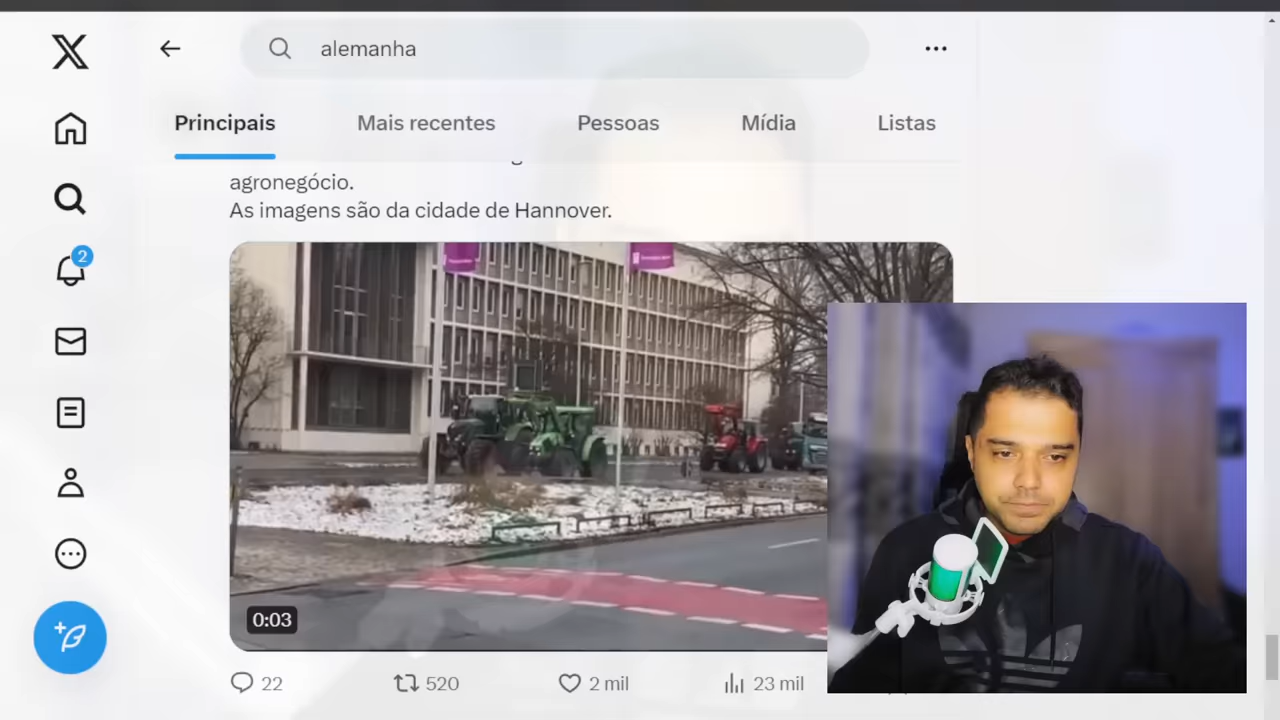 alemanha
Principais
Mais recentes
Pessoas
Mídia
Listas
agronegócio.
As imagens são da cidade de Hannover.
2
0:03
22
520
2 mil
23 mil